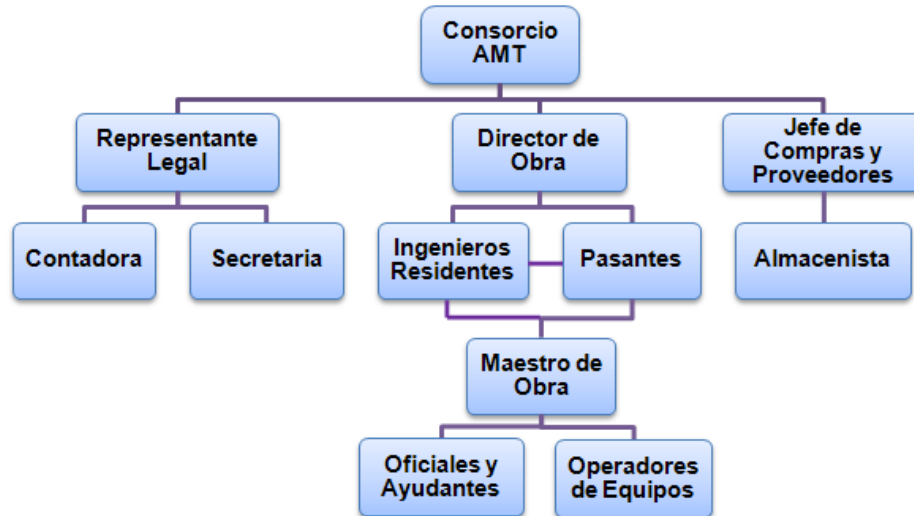 Consorcio
AMT
Representante
Legal
Director de
Obra
Jefe de
Compras y
Proveedores
Contadora
Secretaria
Ingenieros
Residentes
Pasantes
Almacenista
Maestro de
Obra
Oficiales y
Ayudantes
Operadores
de Equipos